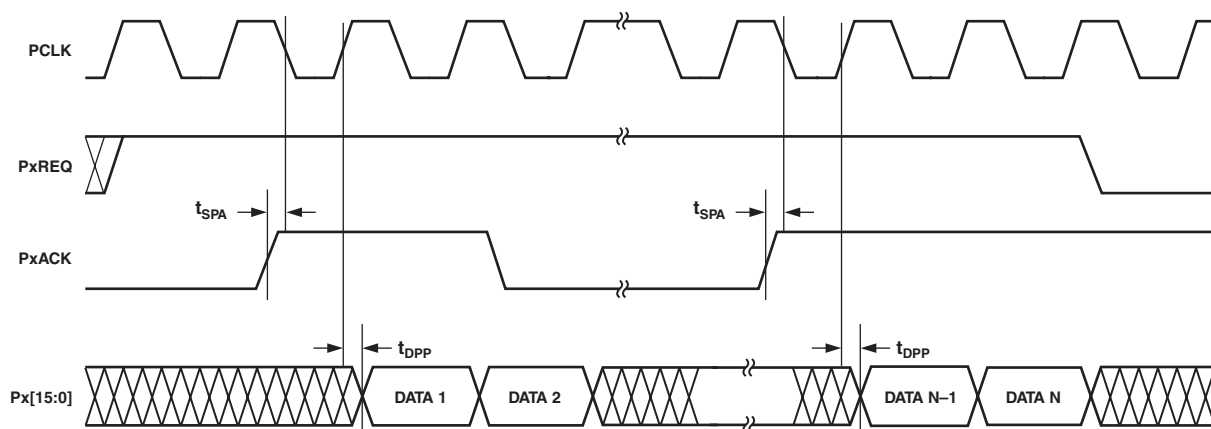 PCLK
PxREQ
tSPA tSPA
PxACK
tDPP tDPP
Px[15:0] DATA 1 DATA 2 DATA N–1 DATA N